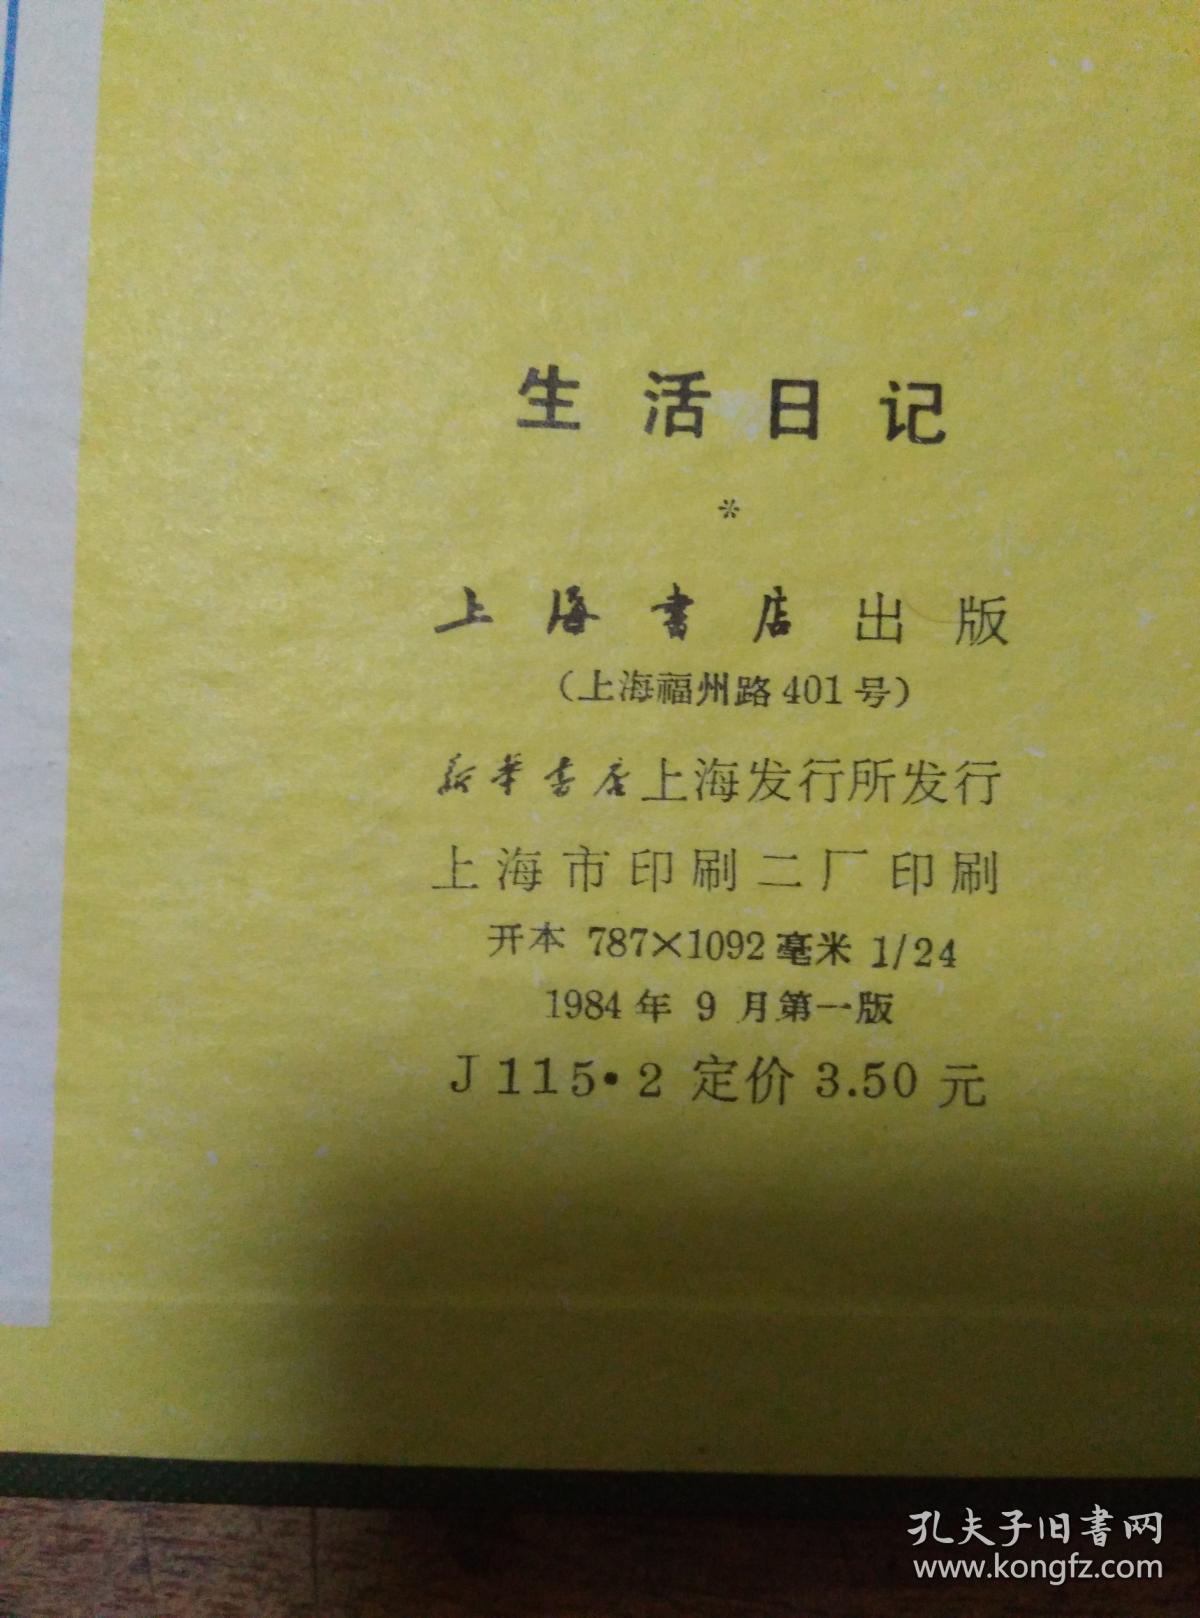 生活日记
*
上海书店出版
(上海福州路401号)
新华书店上海发行所发行
上海市印刷二厂印刷
开本 787×1092毫米 1/24
1984年 9 月第一版
J115·2 定价 3.50 元
孔夫子旧書网
www.kongfz.com